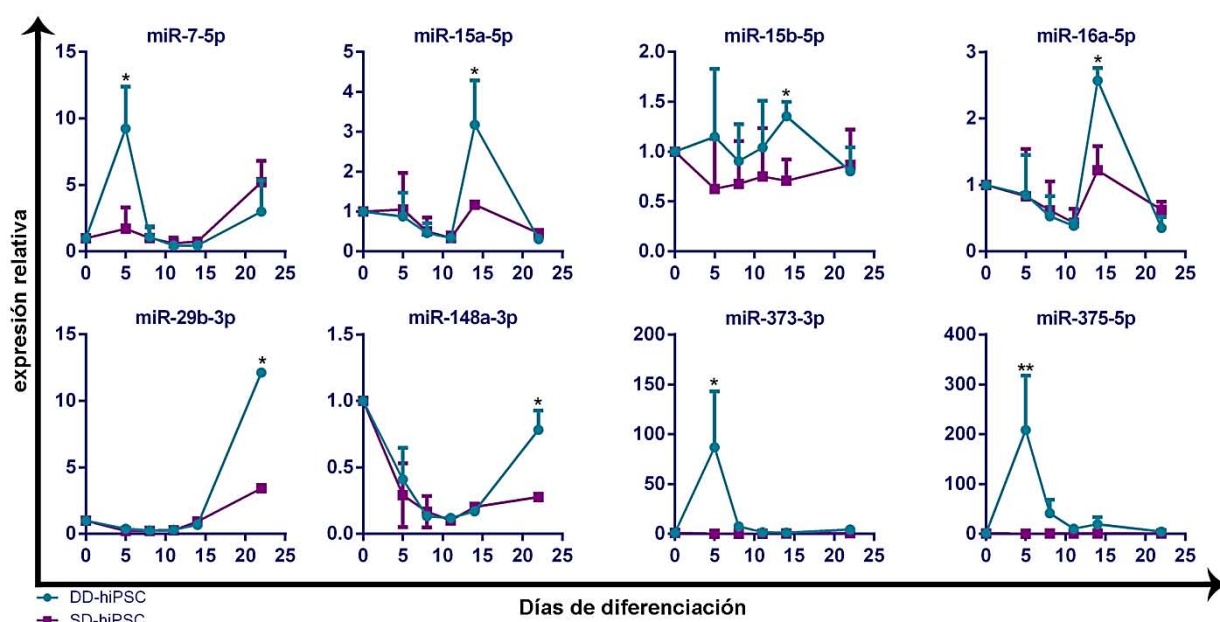 miR-7-5p
miR-15a-5p
miR-15b-5p
miR-16a-5p
15
10
5
0
*
0 5 10 15 20 25
5
4
3
2
1
0
*
0 5 10 15 20 25
2.0
1.5
1.0
0.5
0.0
*
0 5 10 15 20 25
3
2
1
0
*
0 5 10 15 20 25
expresión relativa
miR-29b-3p
miR-148a-3p
miR-373-3p
miR-375-5p
15
10
5
0
*
0 5 10 15 20 25
1.5
1.0
0.5
0.0
*
0 5 10 15 20 25
200
150
100
50
0
*
0 5 10 15 20 25
400
300
200
100
0
**
0 5 10 15 20 25
Días de diferenciación
DD-hiPSC
SD-hiPSC